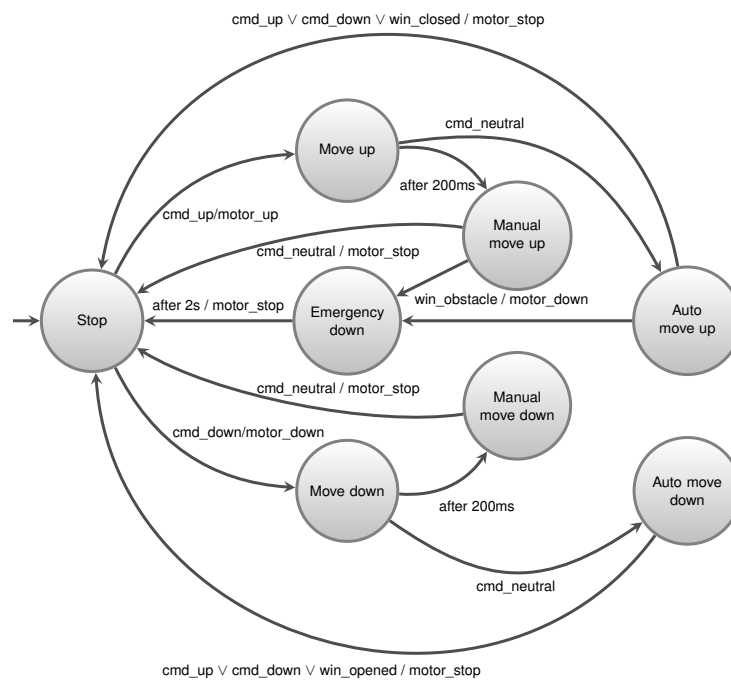 cmd_up ∨ cmd_down ∨ win_closed / motor_stop
cmd_neutral
Move up
after 200ms
cmd_up/motor_up
Manual
move up
cmd_neutral / motor_stop
win_obstacle / motor_down
after 2s / motor_stop
Stop
Emergency
down
Auto
move up
cmd_neutral / motor_stop
Manual
move down
cmd_down/motor_down
Move down
after 200ms
Auto move
down
cmd_neutral
cmd_up ∨ cmd_down ∨ win_opened / motor_stop